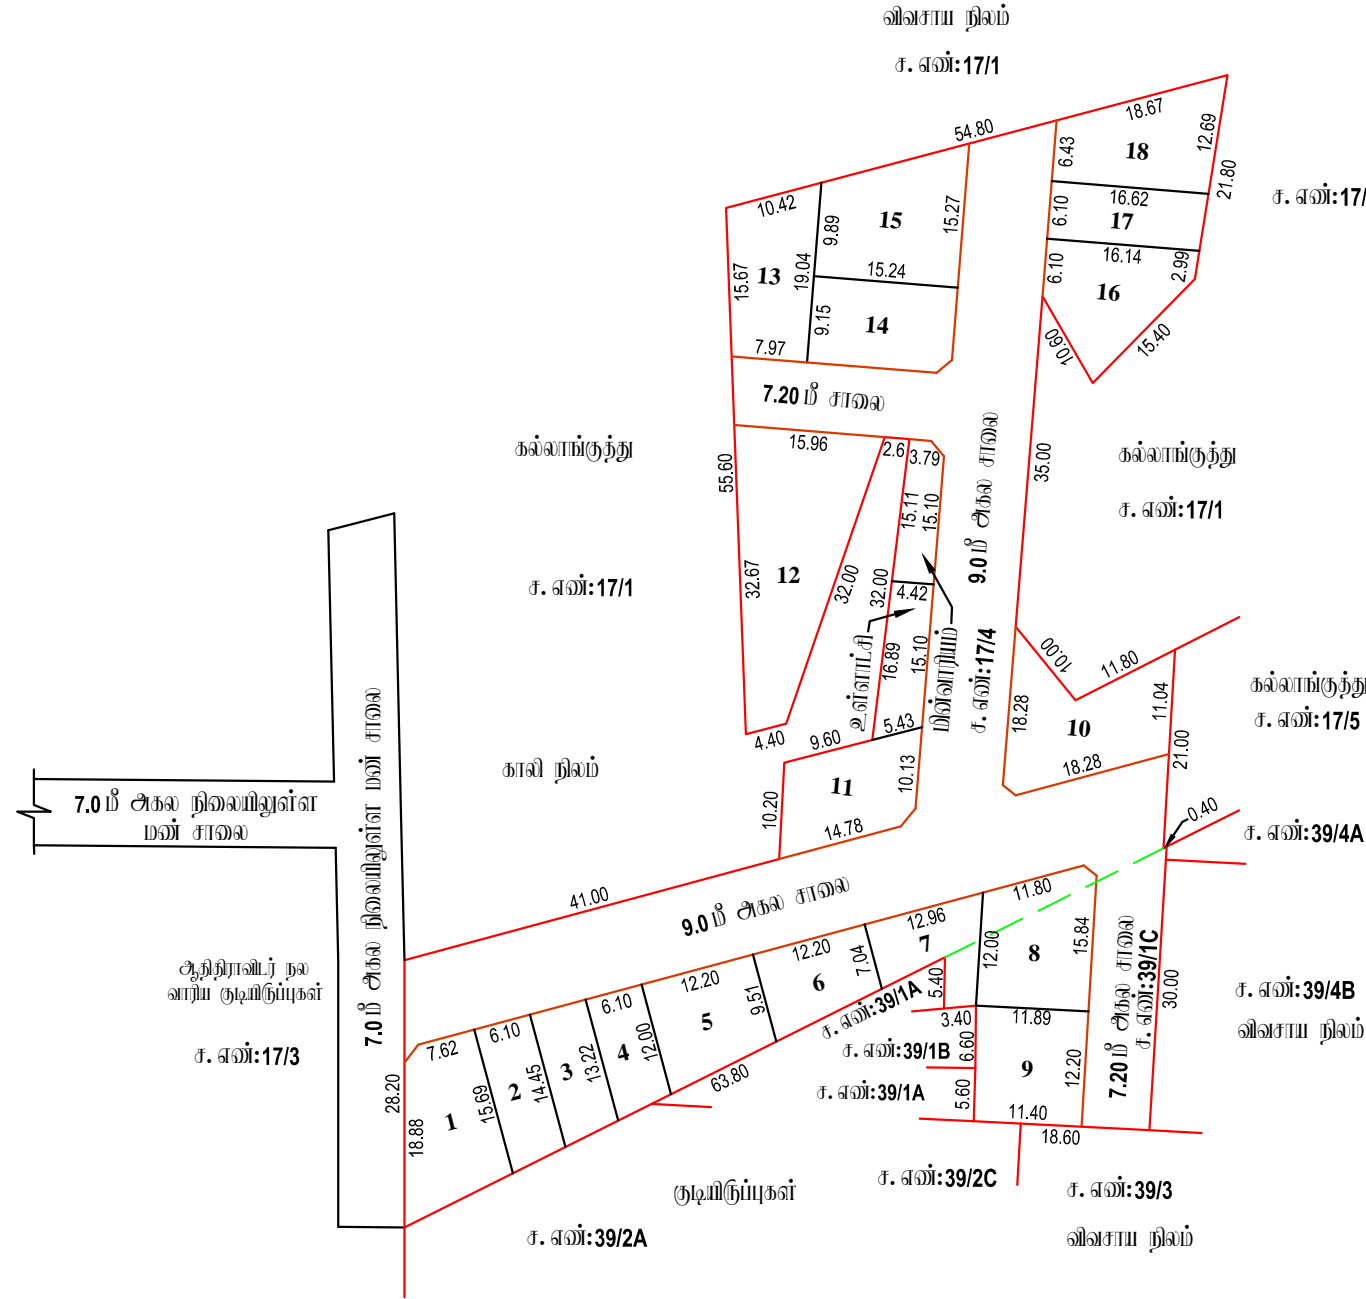 விவசாய நிலம்
ச. எண்:17/1
54.80
18.67
6.43
18
12.69
21.80
ச. எண்:17/
10.42
9.89
15
15.27
16.62
6.10
17
16.14
15.67
13
19.04
15.24
6.10
16
2.99
9.15
14
7.97
10.60
15.40
7.20 மீ சாலை
15.96
2.6
3.79
கல்லாங்குத்து
55.60
9.0 மீ அகல சாலை
35.00
கல்லாங்குத்து
ச. எண்:17/1
15.11
15.10
ச. எண்:17/1
32.67
12
32.00
32.00
4.42
உள்ளாட்சி
16.89
15.10
மின்வாரியம்
ச. எண்:17/4
10.00
11.80
கல்லாங்குத்து
ச. எண்:17/5
18.28
10
11.04
21.00
18.28
4.40
9.60
5.43
காலி நிலம்
11
10.13
10.20
14.78
7.0 மீ அகல நிலையிலுள்ள
மண் சாலை
7.0 மீ அகல நிலையிலுள்ள மண் சாலை
0.40
ச. எண்:39/4A
41.00
9.0 மீ அகல சாலை
11.80
12.96
7
12.00
8
15.84
7.20 மீ அகல சாலை
ச. எண்:39/1C
30.00
ஆதிதிராவிடர் நல
வாரிய குடியிருப்புகள்
ச. எண்:17/3
12.20
7.04
6
12.20
9.51
5
5.40
ச. எண்:39/1A
3.40
11.89
ச. எண்:39/4B
விவசாய நிலம்
6.10
4
12.00
6.10
3
13.22
7.62
2
14.45
1
15.69
18.88
28.20
63.80
ச. எண்:39/1B
6.60
9
12.20
ச. எண்:39/1A
5.60
11.40
18.60
குடியிருப்புகள்
ச. எண்:39/2C
ச. எண்:39/3
ச. எண்:39/2A
விவசாய நிலம்